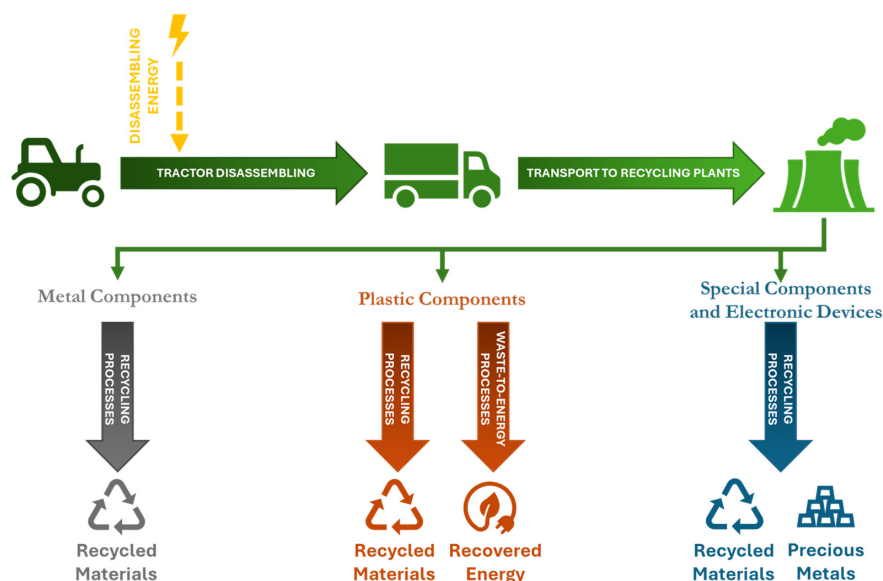 DISASSEMBLING
ENERGY
TRACTOR DISASSEMBLING
TRANSPORT TO RECYCLING PLANTS
Metal Components
Plastic Components
Special Components
and Electronic Devices
RECYCLING
PROCESSES
RECYCLING
PROCESSES
WASTE-TO-ENERGY
PROCESSES
RECYCLING
PROCESSES
Recycled
Materials
Recycled
Materials
Recovered
Energy
Recycled
Materials
Precious
Metals